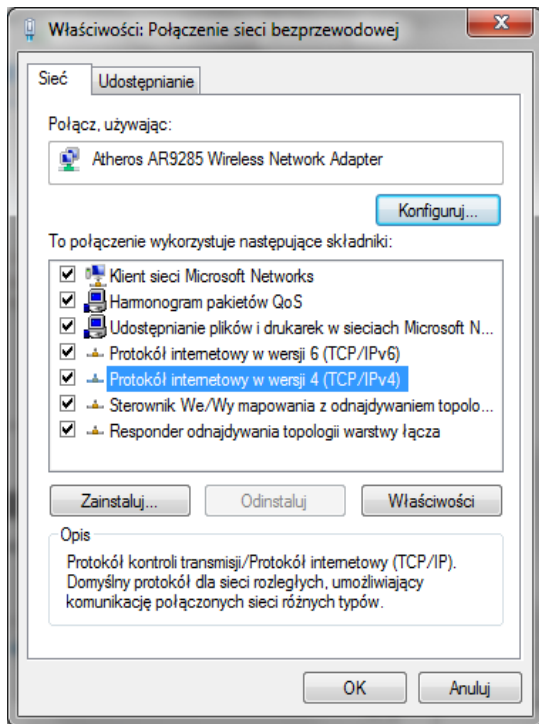 Właściwości: Połączenie sieci bezprzewodowej
Sieć
Udostępnianie
Połącz, używając:
Atheros AR9285 Wireless Network Adapter
Konfiguruj...
To połączenie wykorzystuje następujące składniki:
Klient sieci Microsoft Networks
Harmonogram pakietów QoS
Udostępnianie plików i drukarek w sieciach Microsoft N...
Protokół internetowy w wersji 6 (TCP/IPv6)
Protokół internetowy w wersji 4 (TCP/IPv4)
Sterownik We/Wy mapowania z odnajdywaniem topolo...
Responder odnajdywania topologii warstwy łącza
Zainstaluj...
Odinstaluj
Właściwości
Opis
Protokół kontroli transmisji/Protokół internetowy (TCP/IP).
Domyślny protokół dla sieci rozległych, umożliwiający
komunikację połączonych sieci różnych typów.
OK
Anuluj